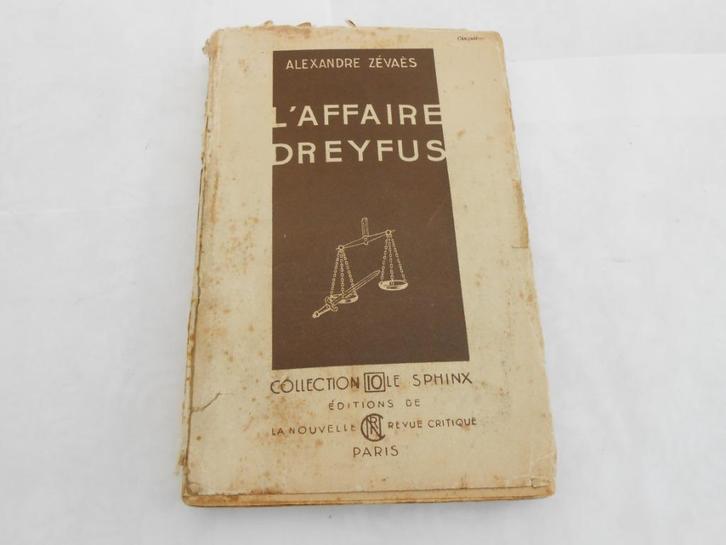 ALEXANDRE ZÉVAÈS
L'AFFAIRE
DREYFUS
COLLECTION 10 LE SPHINX
ÉDITIONS DE
LA NOUVELLE NRC REVUE CRITIQUE
PARIS